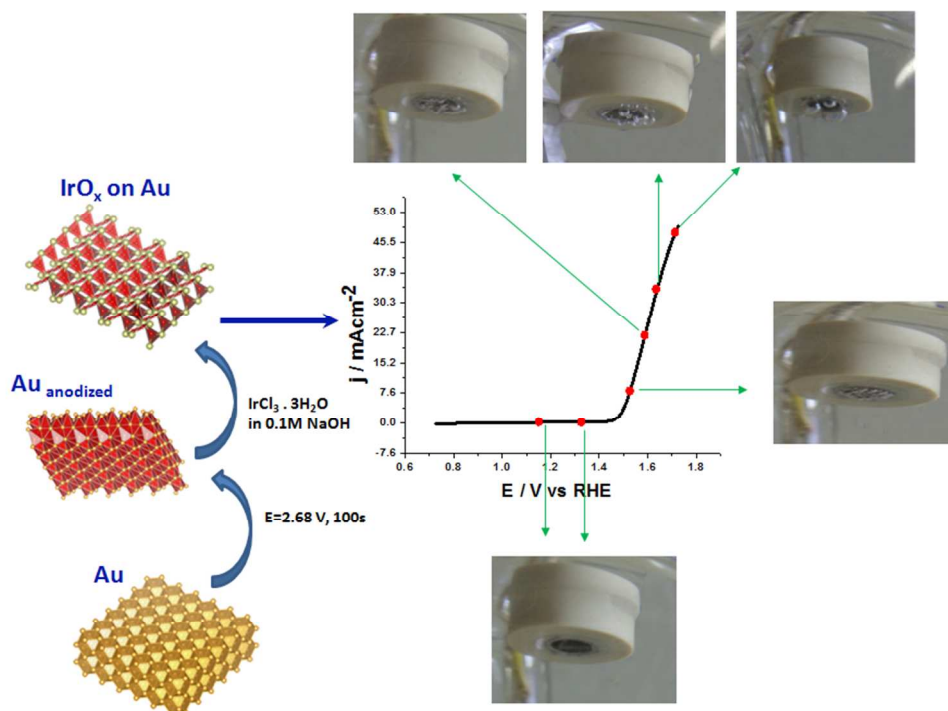 IrOx on Au
Au anodized
Au
IrCl3 . 3H2O
in 0.1M NaOH
E=2.68 V, 100s
j / mAcm-2
53.0
45.5
37.9
30.3
22.7
15.2
7.6
0.0
-7.6
0.6 0.8 1.0 1.2 1.4 1.6 1.8
E / V vs RHE